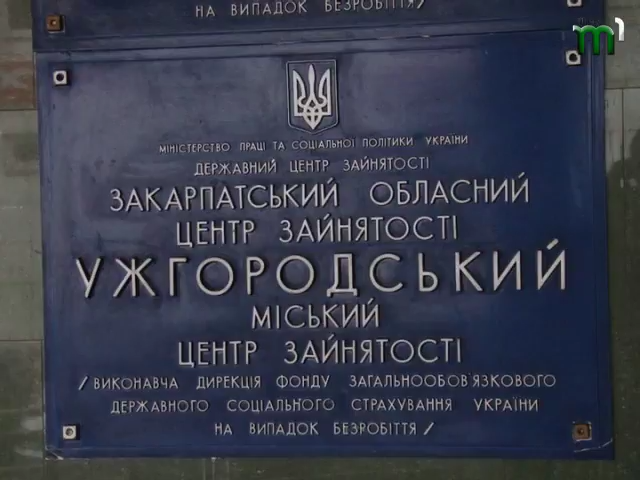 НА ВИПАДОК БЕЗРОБІТТЯ/
m1
МІНІСТЕРСТВО ПРАЦІ ТА СОЦІАЛЬНОЇ ПОЛІТИКИ УКРАЇНИ
ДЕРЖАВНИЙ ЦЕНТР ЗАЙНЯТОСТІ
ЗАКАРПАТСЬКИЙ ОБЛАСНИЙ
ЦЕНТР ЗАЙНЯТОСТІ
УЖГОРОДСЬКИЙ
МІСЬКИЙ
ЦЕНТР ЗАЙНЯТОСТІ
/ВИКОНАВЧА ДИРЕКЦІЯ ФОНДУ ЗАГАЛЬНООБОВ'ЯЗКОВОГО
ДЕРЖАВНОГО СОЦІАЛЬНОГО СТРАХУВАННЯ УКРАЇНИ
НА ВИПАДОК БЕЗРОБІТТЯ/